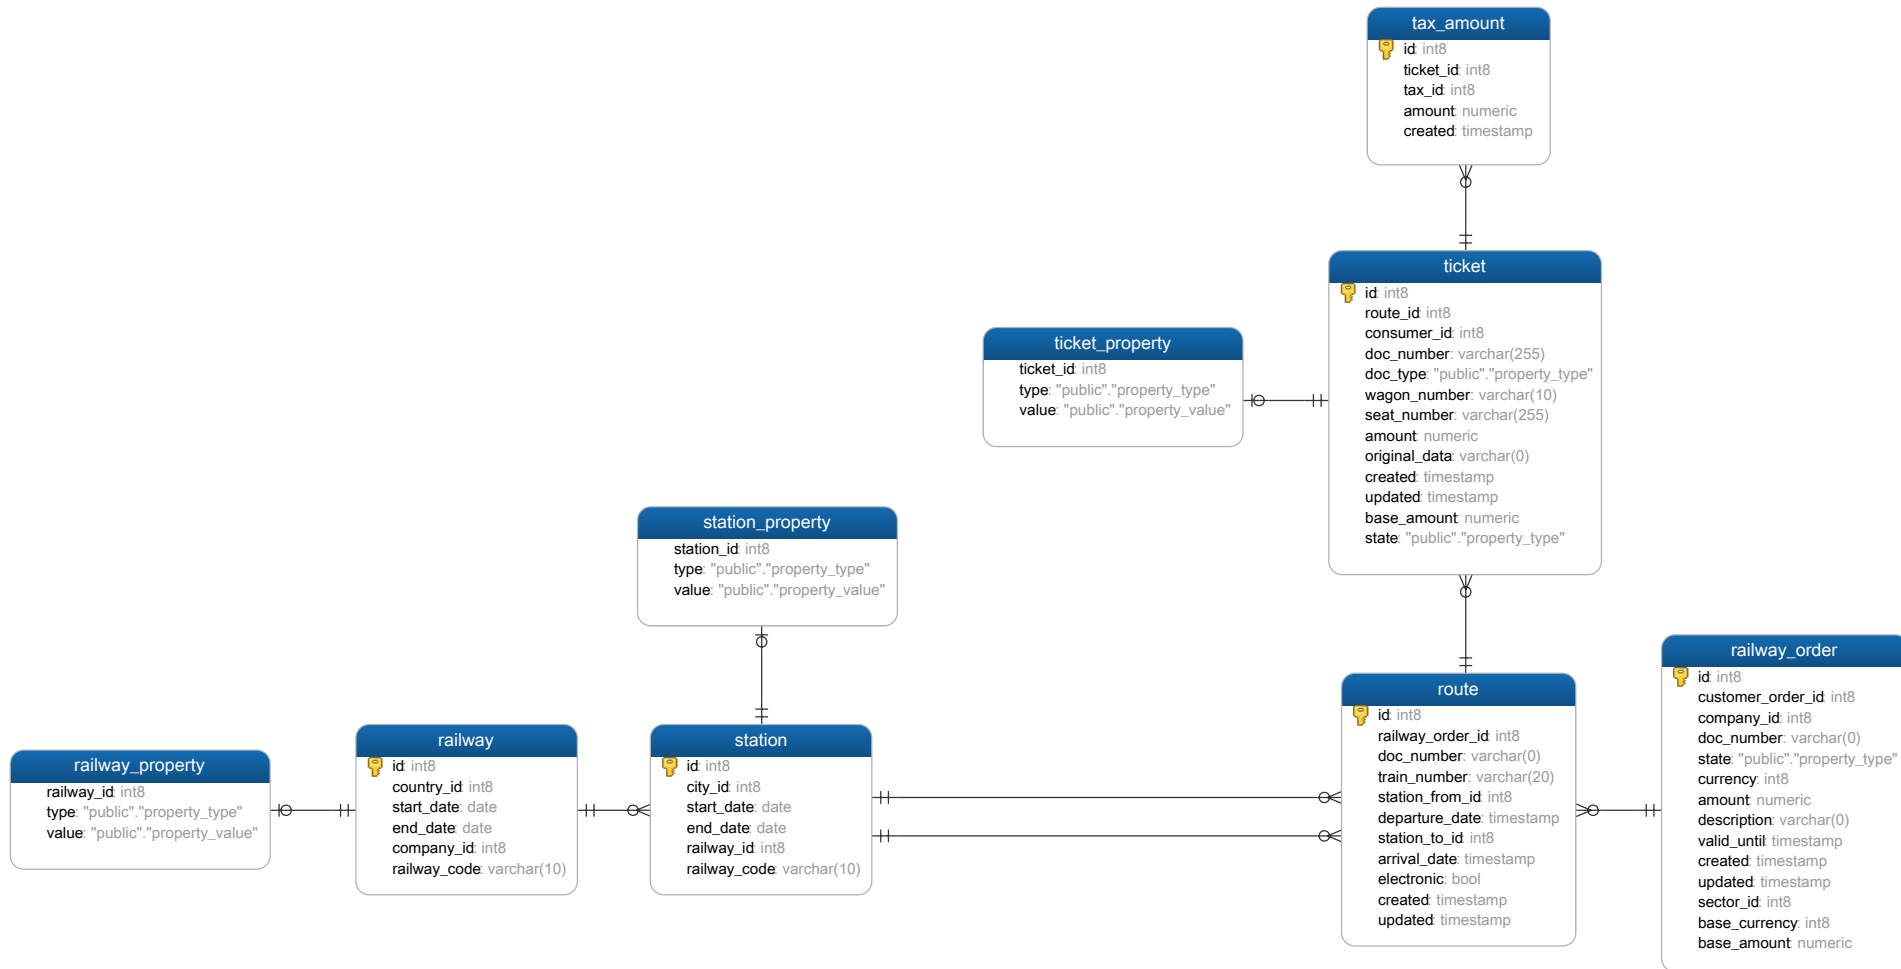 tax_amount
id: int8
ticket_id: int8
tax_id: int8
amount: numeric
created: timestamp
ticket
id: int8
route_id: int8
consumer_id: int8
doc_number: varchar(255)
doc_type: "public"."property_type"
wagon_number: varchar(10)
seat_number: varchar(255)
amount: numeric
original_data: varchar(0)
created: timestamp
updated: timestamp
base_amount: numeric
state: "public"."property_type"
ticket_property
ticket_id: int8
type: "public"."property_type"
value: "public"."property_value"
station_property
station_id: int8
type: "public"."property_type"
value: "public"."property_value"
railway_property
railway_id: int8
type: "public"."property_type"
value: "public"."property_value"
railway
id: int8
country_id: int8
start_date: date
end_date: date
company_id: int8
railway_code: varchar(10)
station
id: int8
city_id: int8
start_date: date
end_date: date
railway_id: int8
railway_code: varchar(10)
route
id: int8
railway_order_id: int8
doc_number: varchar(0)
train_number: varchar(20)
station_from_id: int8
departure_date: timestamp
station_to_id: int8
arrival_date: timestamp
electronic: bool
created: timestamp
updated: timestamp
railway_order
id: int8
customer_order_id: int8
company_id: int8
doc_number: varchar(0)
state: "public"."property_type"
currency: int8
amount: numeric
description: varchar(0)
valid_until: timestamp
created: timestamp
updated: timestamp
sector_id: int8
base_currency: int8
base_amount: numeric